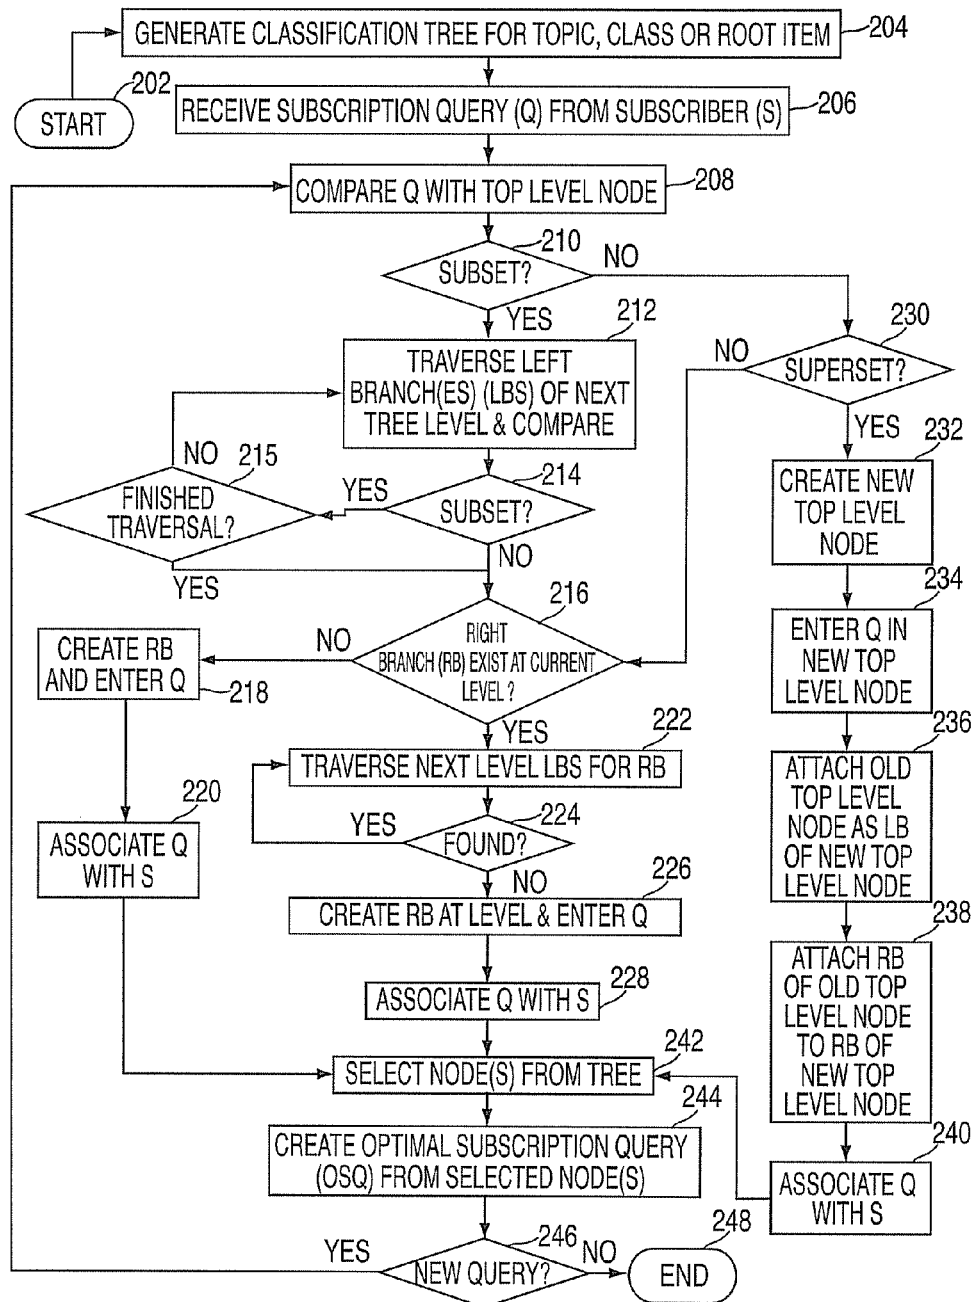 GENERATE CLASSIFICATION TREE FOR TOPIC, CLASS OR ROOT ITEM
204
202
START
RECEIVE SUBSCRIPTION QUERY (Q) FROM SUBSCRIBER (S)
206
COMPARE Q WITH TOP LEVEL NODE
208
210
SUBSET?
NO
YES
212
TRAVERSE LEFT
BRANCH(ES) (LBS) OF NEXT
TREE LEVEL & COMPARE
230
NO
SUPERSET?
YES
232
CREATE NEW
TOP LEVEL
NODE
NO
215
FINISHED
TRAVERSAL?
YES
214
SUBSET?
YES
NO
234
ENTER Q IN
NEW TOP
LEVEL NODE
216
RIGHT
BRANCH (RB) EXIST AT CURRENT
LEVEL?
NO
CREATE RB
AND ENTER Q
218
YES
222
TRAVERSE NEXT LEVEL LBS FOR RB
236
ATTACH OLD
TOP LEVEL
NODE AS LB
OF NEW TOP
LEVEL NODE
220
ASSOCIATE Q
WITH S
YES
224
FOUND?
NO
226
CREATE RB AT LEVEL & ENTER Q
238
ATTACH RB
OF OLD TOP
LEVEL NODE
TO RB OF
NEW TOP
LEVEL NODE
228
ASSOCIATE Q WITH S
242
SELECT NODE(S) FROM TREE
244
CREATE OPTIMAL SUBSCRIPTION QUERY
(OSQ) FROM SELECTED NODE(S)
240
ASSOCIATE Q
WITH S
YES
246
NEW QUERY?
NO
248
END